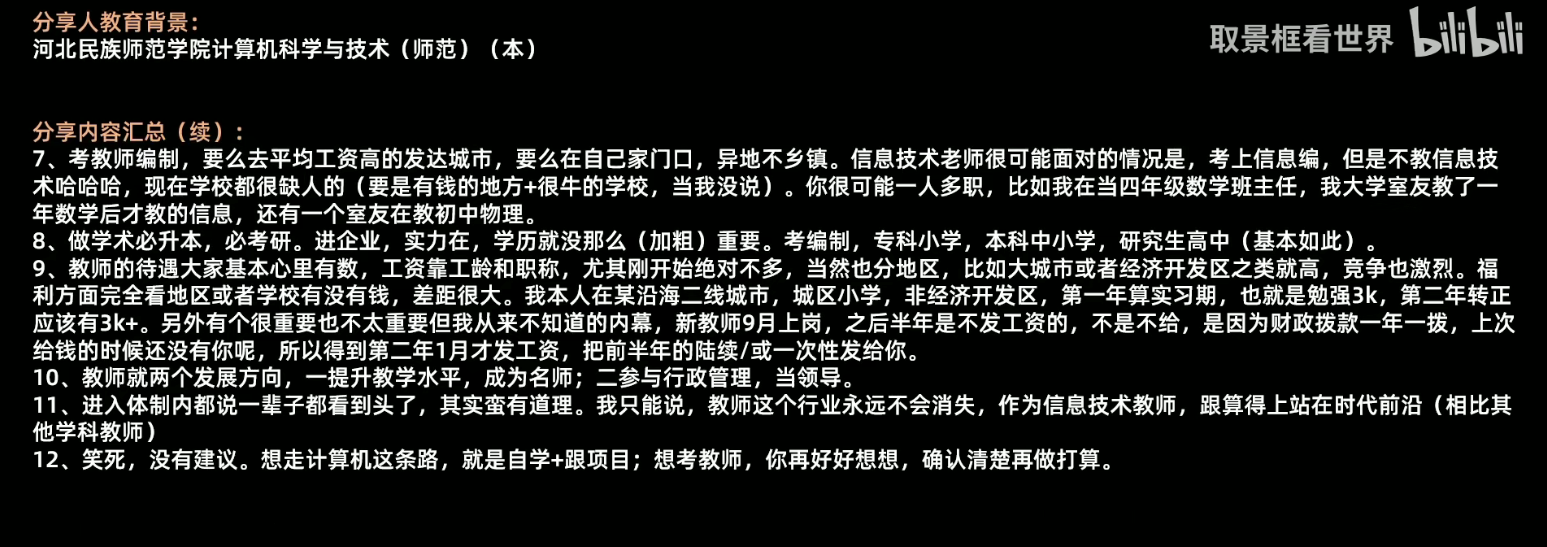 分享人教育背景：
河北民族师范学院计算机科学与技术（师范）（本）
取景框看世界 bilibili
分享内容汇总（续）：
7、考教师编制，要么去平均工资高的发达城市，要么在自己家门口，异地不乡镇。信息技术老师很可能面对的情况是，考上信息编，但是不教信息技
术哈哈哈，现在学校都很缺人的（要是有钱的地方+很牛的学校，当我没说）。你很可能一人多职，比如我在当四年级数学班主任，我大学室友教了一
年数学后才教的信息，还有一个室友在教初中物理。
8、做学术必升本，必考研。进企业，实力在，学历就没那么（加粗）重要。考编制，专科小学，本科中小学，研究生高中（基本如此）。
9、教师的待遇大家基本心里有数，工资靠工龄和职称，尤其刚开始绝对不多，当然也分地区，比如大城市或者经济开发区之类就高，竞争也激烈。福
利方面完全看地区或者学校有没有钱，差距很大。我本人在某沿海二线城市，城区小学，非经济开发区，第一年算实习期，也就是勉强3k，第二年转正
应该有3k+。另外有个很重要也不太重要但我从来不知道的内幕，新教师9月上岗，之后半年是不发工资的，不是不给，是因为财政拨款一年一拨，上次
给钱的时候还没有你呢，所以得到第二年1月才发工资，把前半年的陆续/或一次性发给你。
10、教师就两个发展方向，一提升教学水平，成为名师；二参与行政管理，当领导。
11、进入体制内都说一辈子都看到头了，其实蛮有道理。我只能说，教师这个行业永远不会消失，作为信息技术教师，跟算得上站在时代前沿（相比其
他学科教师）
12、笑死，没有建议。想走计算机这条路，就是自学+跟项目；想考教师，你再好好想想，确认清楚再做打算。